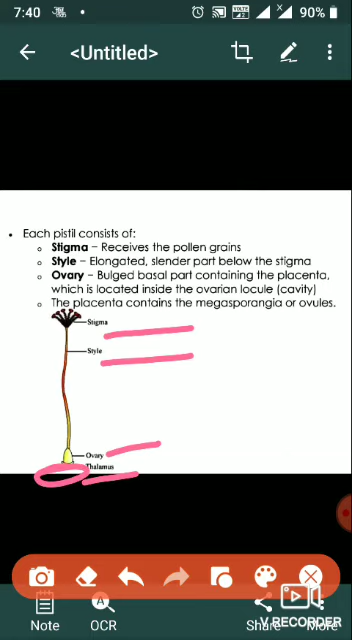 7:40 90%
<Untitled>
• Each pistil consists of:
o Stigma – Receives the pollen grains
o Style – Elongated, slender part below the stigma
o Ovary – Bulged basal part containing the placenta,
which is located inside the ovarian locule (cavity)
o The placenta contains the megasporangia or ovules.
Stigma
Style
Ovary
Thalamus
Note OCR Share More
V RECORDER